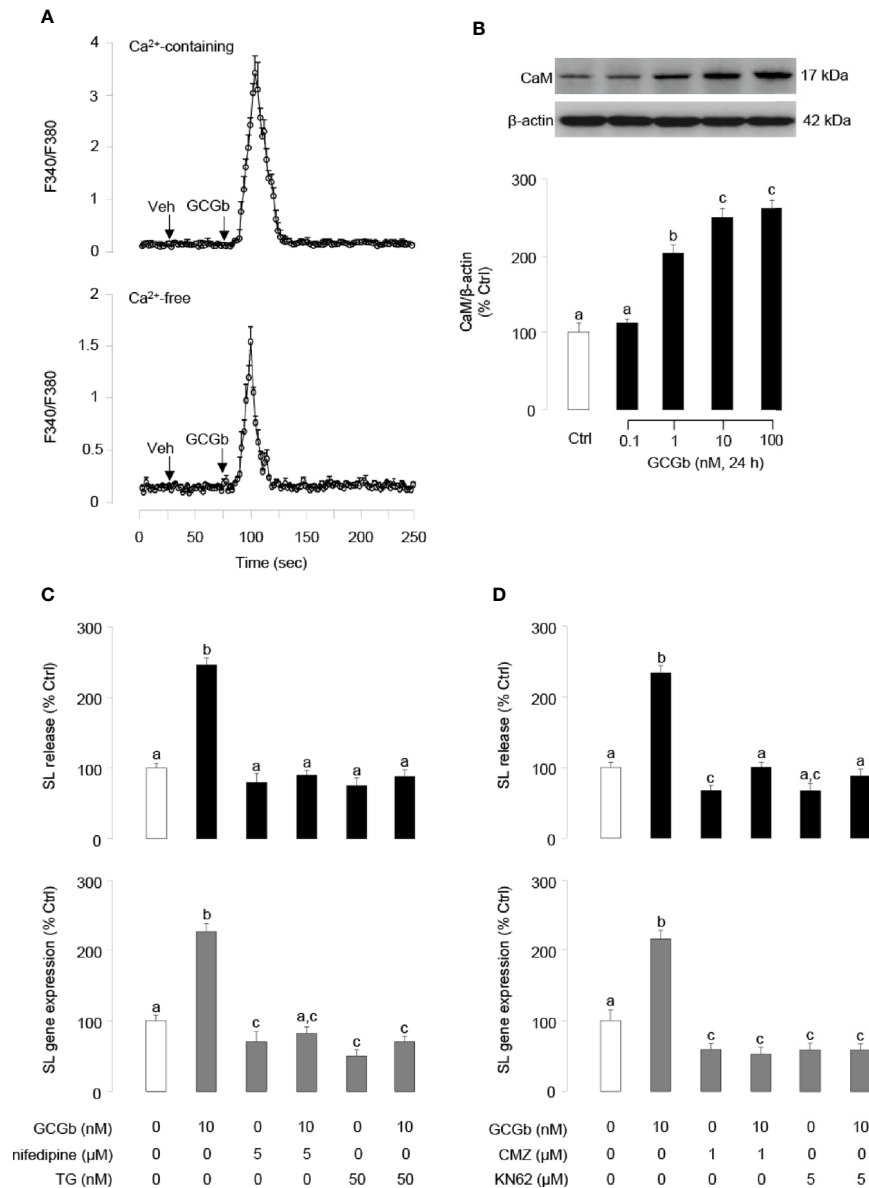 A
Ca²⁺-containing
4
3
2
1
0
F340/F380
Veh
GCGb
Ca²⁺-free
2
1.5
1
0.5
0
F340/F380
Veh
GCGb
0 50 100 150 200 250
Time (sec)
B
CaM
17 kDa
β-actin
42 kDa
300
200
100
0
CaM/β-actin
(% Ctrl)
a a b c c
Ctrl 0.1 1 10 100
GCGb (nM, 24 h)
C
300
200
100
0
SL release (% Ctrl)
a b a a a a
300
200
100
0
SL gene expression (% Ctrl)
a b c a,c c c
GCGb (nM) 0 10 0 10 0 10
nifedipine (µM) 0 0 5 5 0 0
TG (nM) 0 0 0 0 50 50
D
300
200
100
0
SL release (% Ctrl)
a b c a a,c a
300
200
100
0
SL gene expression (% Ctrl)
a b c c c c
GCGb (nM) 0 10 0 10 0 10
CMZ (µM) 0 0 1 1 0 0
KN62 (µM) 0 0 0 0 5 5